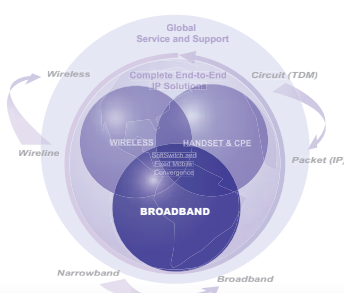 Global
Service and Support
Wireless
Complete End-to-End
IP Solutions
Circuit (TDM)
WIRELESS
HANDSET & CPE
Wireline
SoftSwitch and
Fixed Mobile
Convergence
Packet (IP)
BROADBAND
Narrowband
Broadband